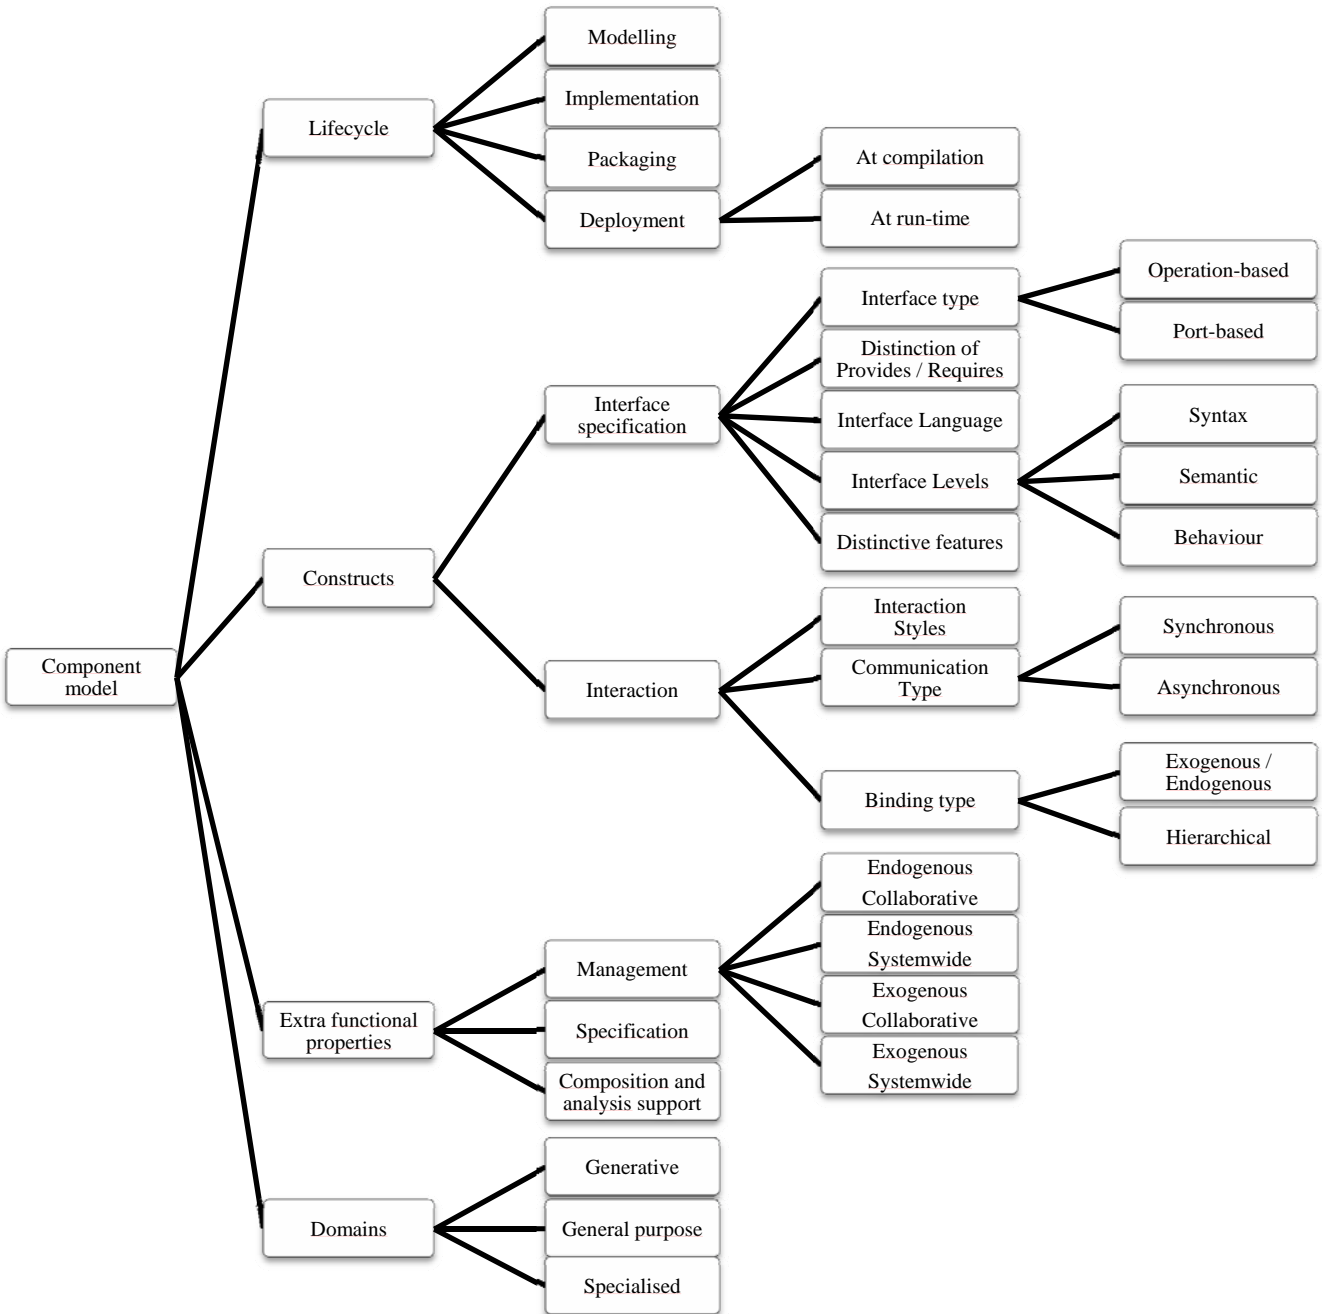 Modelling
Implementation
Lifecycle
Packaging
At compilation
Deployment
At run-time
Operation-based
Interface type
Port-based
Distinction of
Provides / Requires
Interface
specification
Interface Language
Syntax
Interface Levels
Semantic
Distinctive features
Behaviour
Constructs
Interaction
Styles
Synchronous
Component
model
Interaction
Communication
Type
Asynchronous
Binding type
Exogenous /
Endogenous
Hierarchical
Endogenous
Collaborative
Endogenous
Systemwide
Management
Exogenous
Collaborative
Extra functional
properties
Specification
Exogenous
Systemwide
Composition and
analysis support
Generative
Domains
General purpose
Specialised